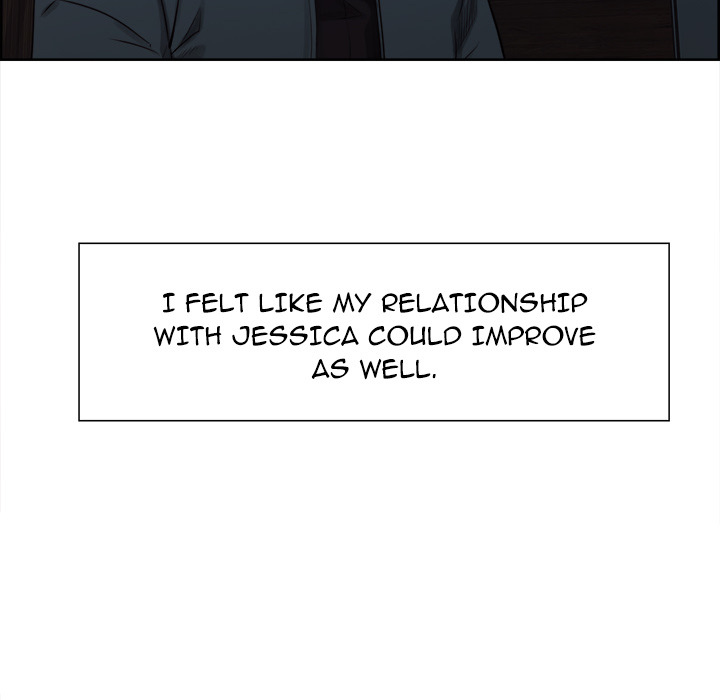 I FELT LIKE MY RELATIONSHIP
WITH JESSICA COULD IMPROVE
AS WELL.